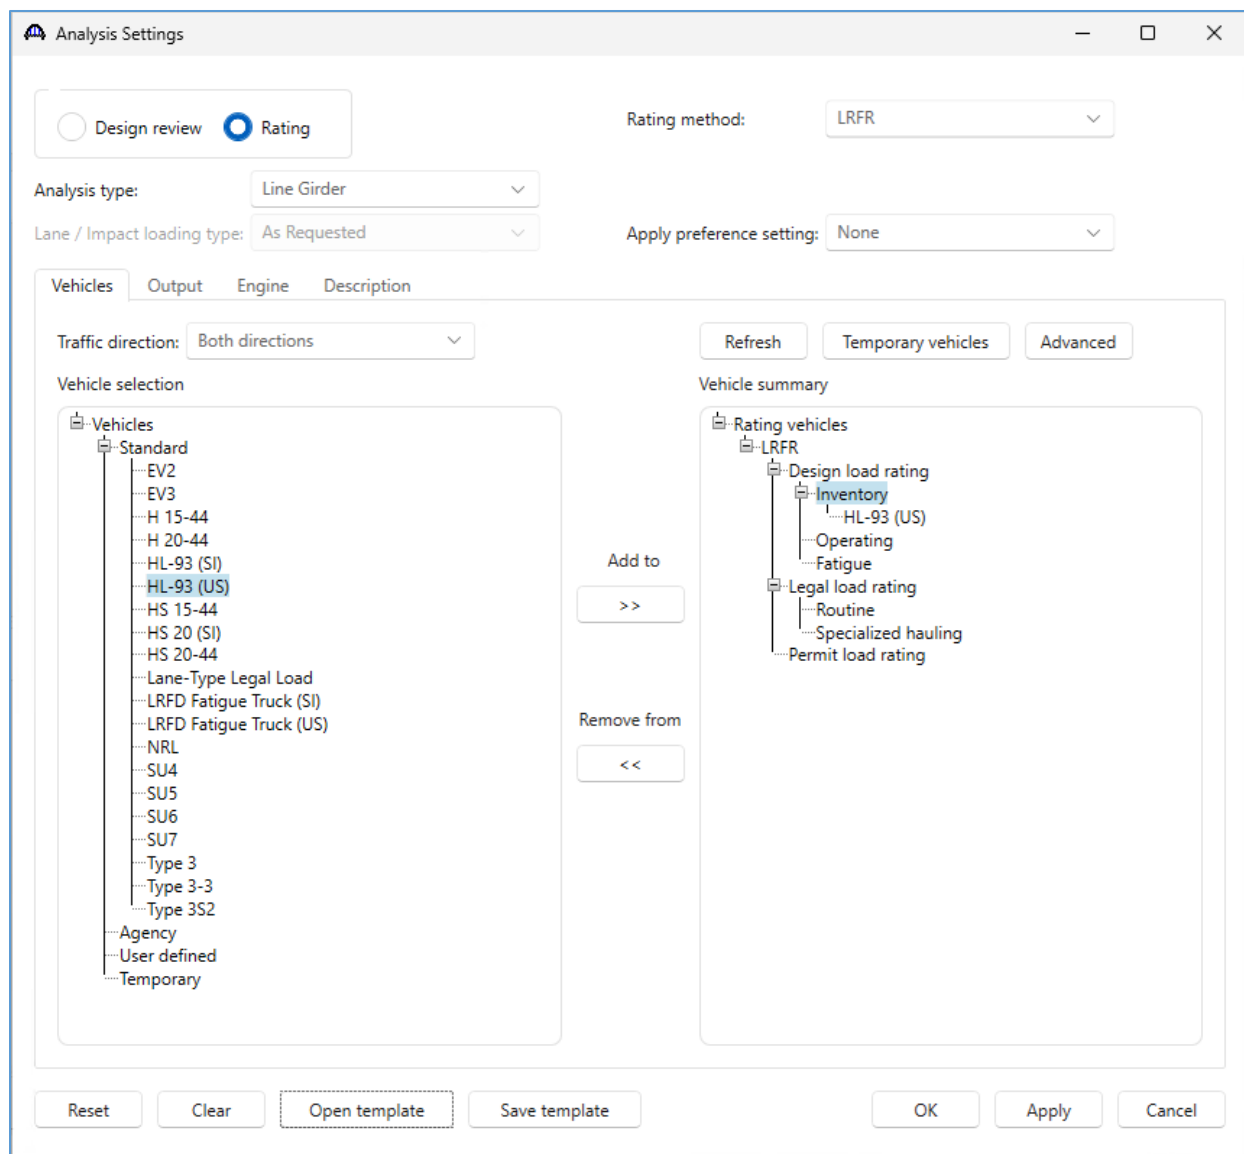 Analysis Settings
Design review Rating Rating method: LRFR
Analysis type: Line Girder
Lane / Impact loading type: As Requested Apply preference setting: None
Vehicles Output Engine Description
Traffic direction: Both directions Refresh Temporary vehicles Advanced
Vehicle selection
Vehicles
Standard
EV2
EV3
H 15-44
H 20-44
HL-93 (SI)
HL-93 (US)
HS 15-44
HS 20 (SI)
HS 20-44
Lane-Type Legal Load
LRFD Fatigue Truck (SI)
LRFD Fatigue Truck (US)
NRL
SU4
SU5
SU6
SU7
Type 3
Type 3-3
Type 3S2
Agency
User defined
Temporary
Add to
>>
Remove from
<<
Vehicle summary
Rating vehicles
LRFR
Design load rating
Inventory
HL-93 (US)
Operating
Fatigue
Legal load rating
Routine
Specialized hauling
Permit load rating
Reset Clear Open template Save template OK Apply Cancel